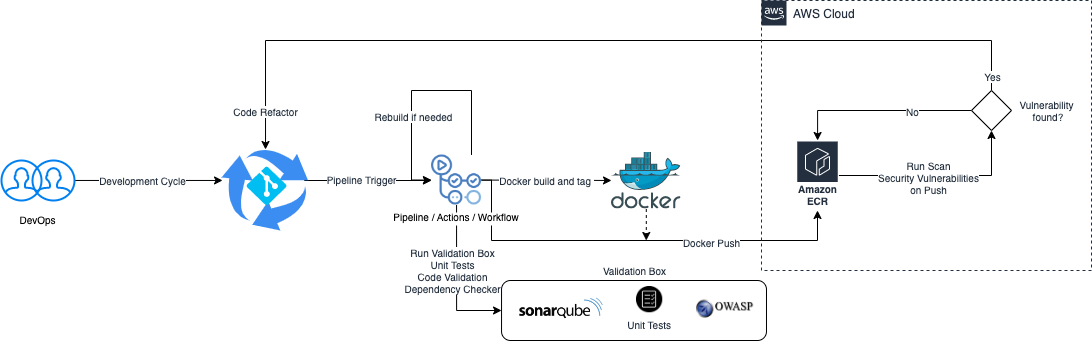 aws
AWS Cloud
Yes
Vulnerability
found?
Code Refactor
Rebuild if needed
No
Development Cycle
Pipeline Trigger
Docker build and tag
docker
Run Scan
Security Vulnerabilities
on Push
Amazon
ECR
DevOps
Pipeline / Actions / Workflow
Docker Push
Run Validation Box
Unit Tests
Code Validation
Dependency Checker
Validation Box
sonarqube
Unit Tests
OWASP